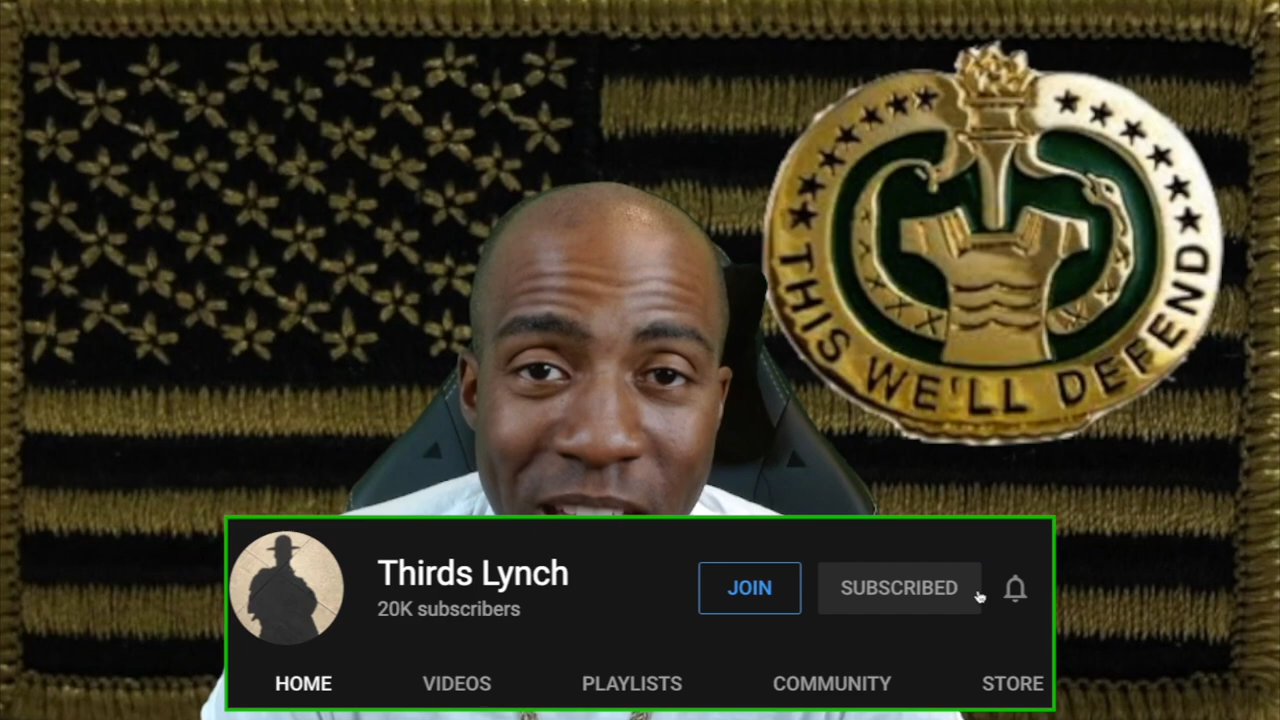 THIS WE'LL DEFEND
Thirds Lynch
20K subscribers
JOIN
SUBSCRIBED
HOME
VIDEOS
PLAYLISTS
COMMUNITY
STORE